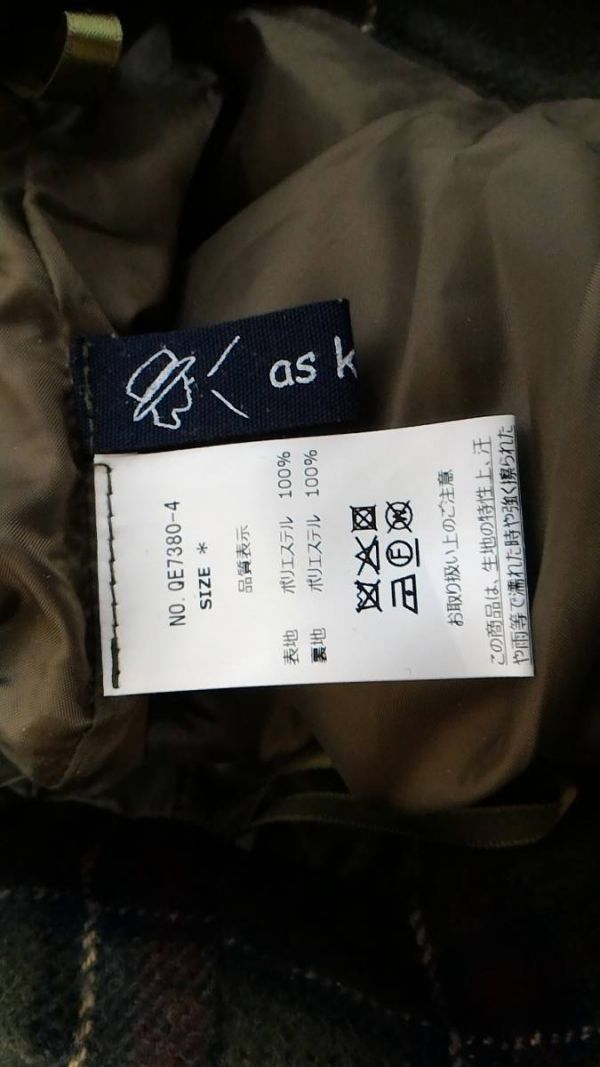 as k
NO. QE7380-4
SIZE *
品質表示
表地 ポリエステル 100%
裏地 ポリエステル 100%
お取り扱い上のご注意
この商品は、生地の特性上、汗
や雨等で濡れた時や強く擦られた